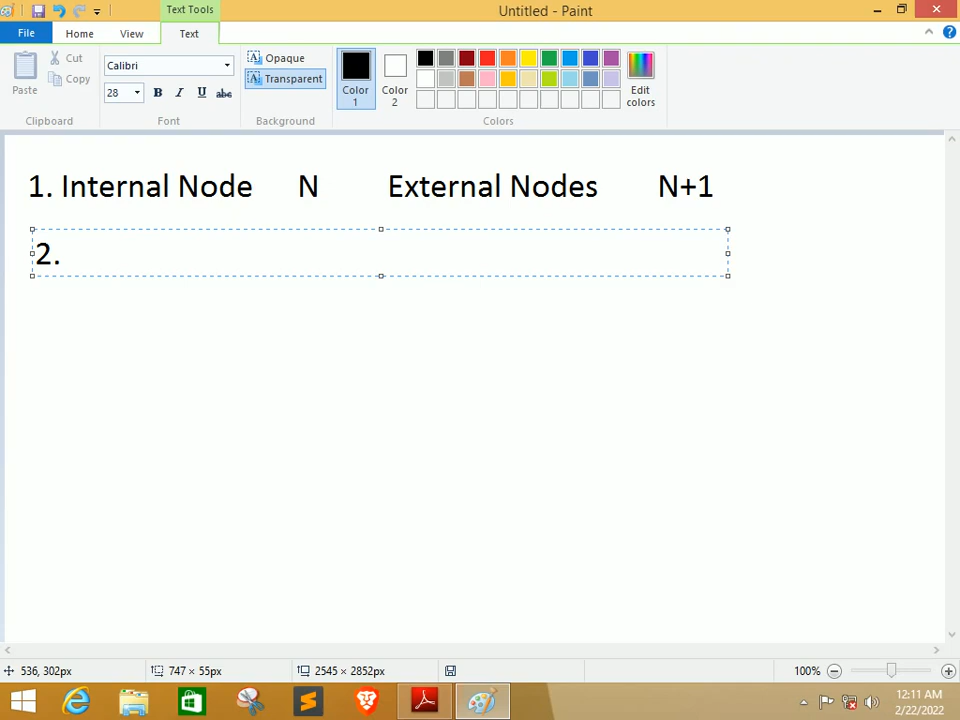 Text Tools
Untitled - Paint
File Home View Text
Paste Cut Copy
Calibri
28 B I U abc
Opaque
Transparent
Color 1
Color 2
Edit colors
Clipboard Font Background Colors
1. Internal Node N External Nodes N+1
2.
536, 302px 747 × 55px 2545 × 2852px 100%
12:11 AM
2/22/2022